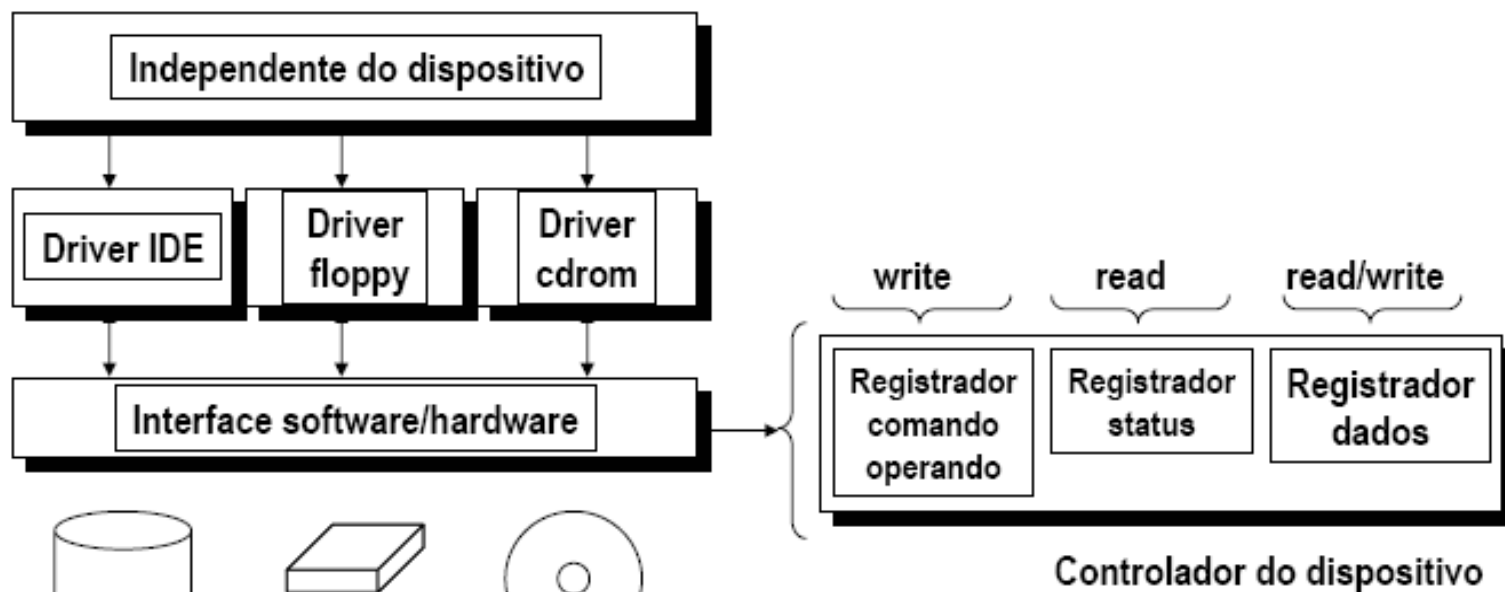 Independente do dispositivo
Driver IDE
Driver
floppy
Driver
cdrom
Interface software/hardware
write
read
read/write
Registrador
comando
operando
Registrador
status
Registrador
dados
Controlador do dispositivo